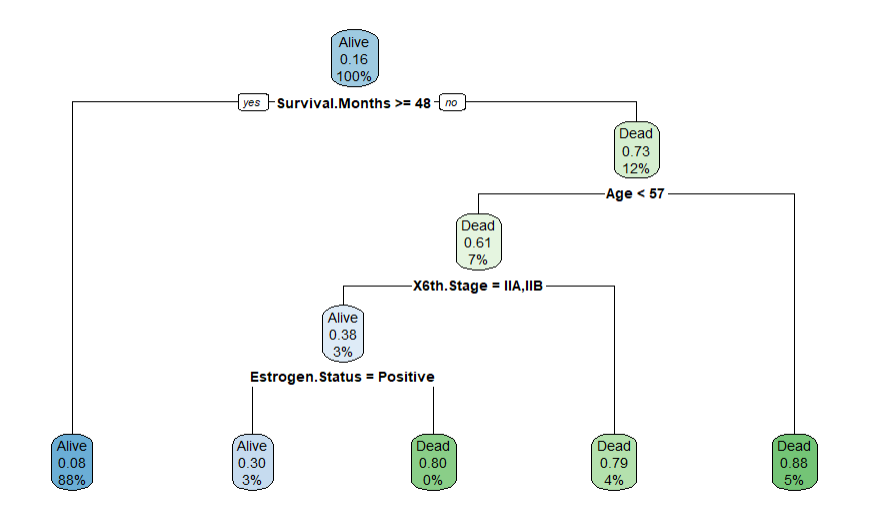 Alive
0.16
100%
yes Survival.Months >= 48 no
Dead
0.73
12%
Age < 57
Dead
0.61
7%
X6th.Stage = IIA,IIB
Alive
0.38
3%
Estrogen.Status = Positive
Alive
0.08
88%
Alive
0.30
3%
Dead
0.80
0%
Dead
0.79
4%
Dead
0.88
5%